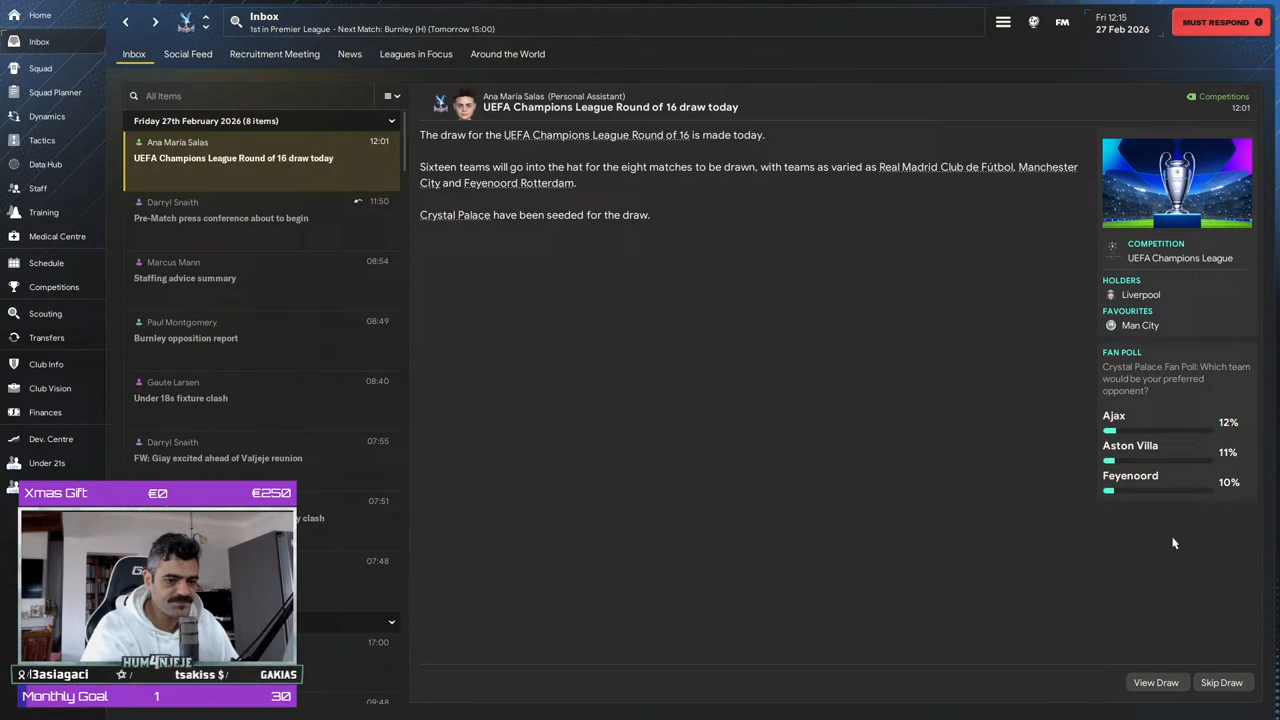 Home
Inbox
1st in Premier League - Next Match: Burnley (H) (Tomorrow 15:00)
FM
Fri 12:15
27 Feb 2026
MUST RESPOND
Inbox
Social Feed
Recruitment Meeting
News
Leagues in Focus
Around the World
Inbox
Squad
Squad Planner
Dynamics
Tactics
Data Hub
Staff
Training
Medical Centre
Schedule
Competitions
Scouting
Transfers
Club Info
Club Vision
Finances
Dev. Centre
Under 21s
All Items
Friday 27th February 2026 (8 items)
Ana María Salas 12:01
UEFA Champions League Round of 16 draw today
Darryl Snaith 11:50
Pre-Match press conference about to begin
Marcus Mann 08:54
Staffing advice summary
Paul Montgomery 08:49
Burnley opposition report
Gaute Larsen 08:40
Under 18s fixture clash
Darryl Snaith 07:55
FW: Giay excited ahead of Valjeje reunion
07:51
y clash
07:48
17:00
09:48
Ana María Salas (Personal Assistant)
UEFA Champions League Round of 16 draw today
Competitions
12:01
The draw for the UEFA Champions League Round of 16 is made today.
Sixteen teams will go into the hat for the eight matches to be drawn, with teams as varied as Real Madrid Club de Fútbol, Manchester
City and Feyenoord Rotterdam.
Crystal Palace have been seeded for the draw.
COMPETITION
UEFA Champions League
HOLDERS
Liverpool
FAVOURITES
Man City
FAN POLL
Crystal Palace Fan Poll: Which team
would be your preferred
opponent?
Ajax 12%
Aston Villa 11%
Feyenoord 10%
View Draw
Skip Draw
Xmas Gift €0 €250
HUM4NJEJE
l3asiagaci tsakiss $/ GAKIAS
Monthly Goal 1 30